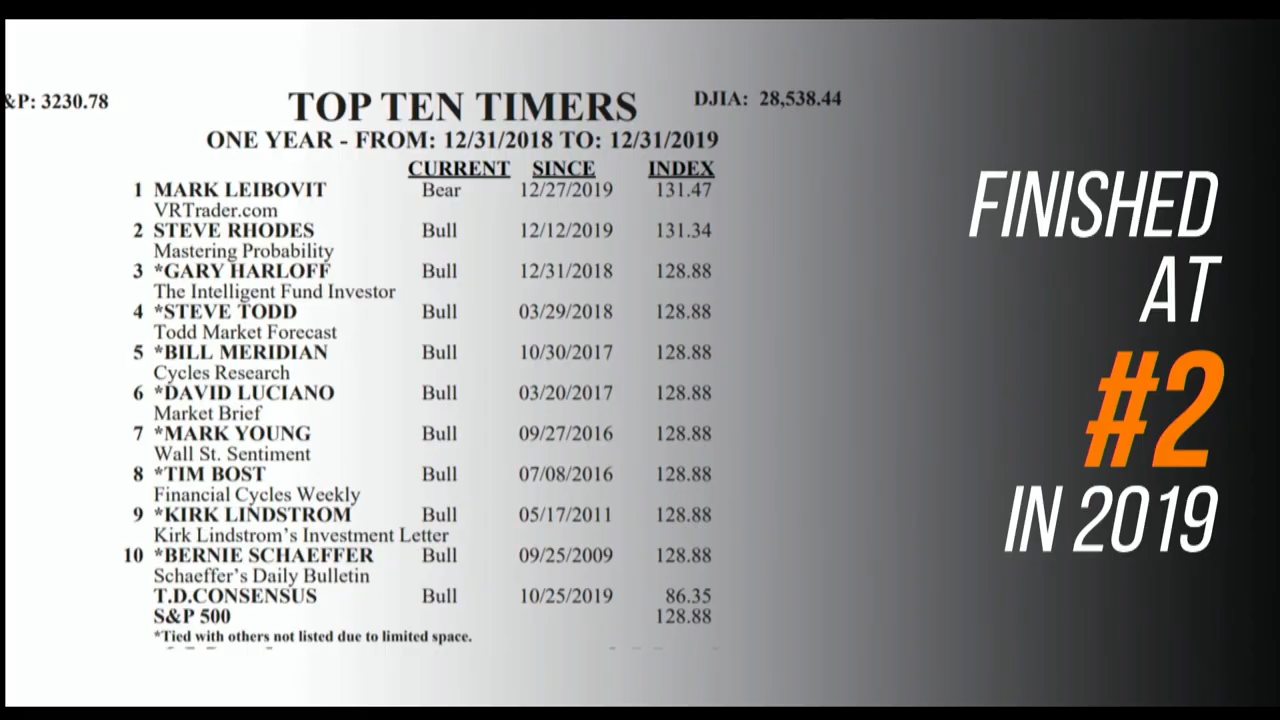 &P: 3230.78
TOP TEN TIMERS
DJIA: 28,538.44
ONE YEAR - FROM: 12/31/2018 TO: 12/31/2019
CURRENT SINCE INDEX
1 MARK LEIBOVIT Bear 12/27/2019 131.47
VRTrader.com
2 STEVE RHODES Bull 12/12/2019 131.34
Mastering Probability
3 *GARY HARLOFF Bull 12/31/2018 128.88
The Intelligent Fund Investor
4 *STEVE TODD Bull 03/29/2018 128.88
Todd Market Forecast
5 *BILL MERIDIAN Bull 10/30/2017 128.88
Cycles Research
6 *DAVID LUCIANO Bull 03/20/2017 128.88
Market Brief
7 *MARK YOUNG Bull 09/27/2016 128.88
Wall St. Sentiment
8 *TIM BOST Bull 07/08/2016 128.88
Financial Cycles Weekly
9 *KIRK LINDSTROM Bull 05/17/2011 128.88
Kirk Lindstrom's Investment Letter
10 *BERNIE SCHAEFFER Bull 09/25/2009 128.88
Schaeffer's Daily Bulletin
T.D.CONSENSUS Bull 10/25/2019 86.35
S&P 500 128.88
*Tied with others not listed due to limited space.
FINISHED
AT
#2
IN 2019